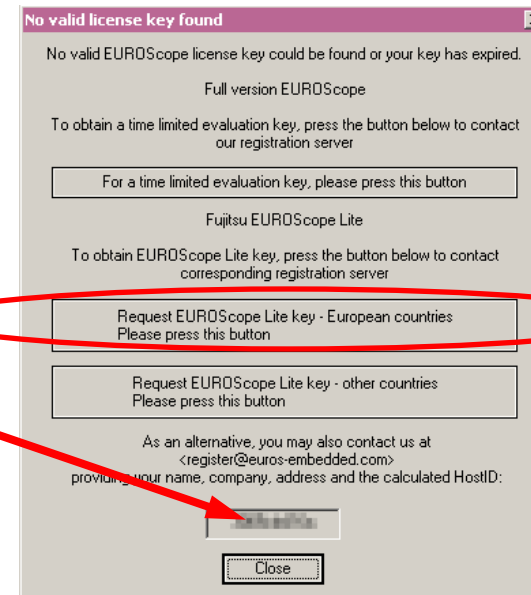 No valid license key found
No valid EUROScope license key could be found or your key has expired.
Full version EUROScope
To obtain a time limited evaluation key, press the button below to contact
our registration server
For a time limited evaluation key, please press this button
Fujitsu EUROScope Lite
To obtain EUROScope Lite key, press the button below to contact
corresponding registration server
Request EUROScope Lite key - European countries
Please press this button
Request EUROScope Lite key - other countries
Please press this button
As an alternative, you may also contact us at
<register@euros-embedded.com>
providing your name, company, address and the calculated HostID:
Close